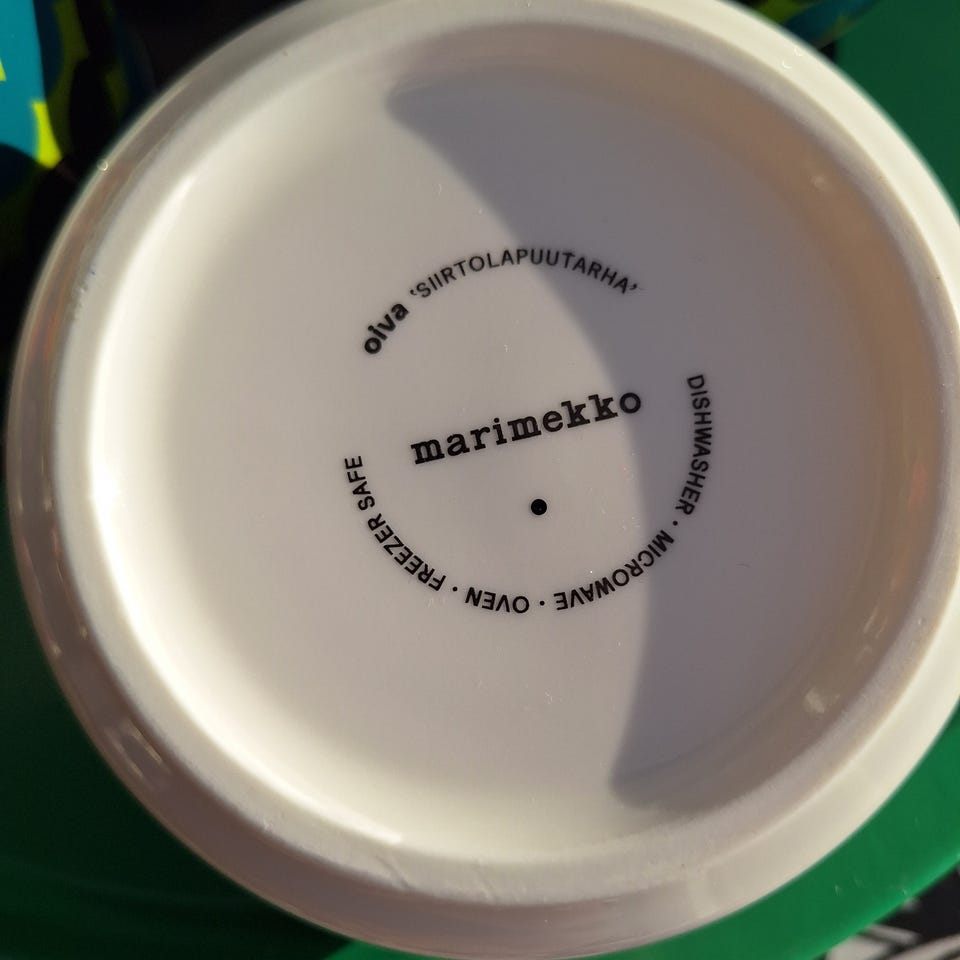 oiva ‘SIIRTOLAPUUTARHA’
marimekko
DISHWASHER · MICROWAVE · OVEN · FREEZER SAFE